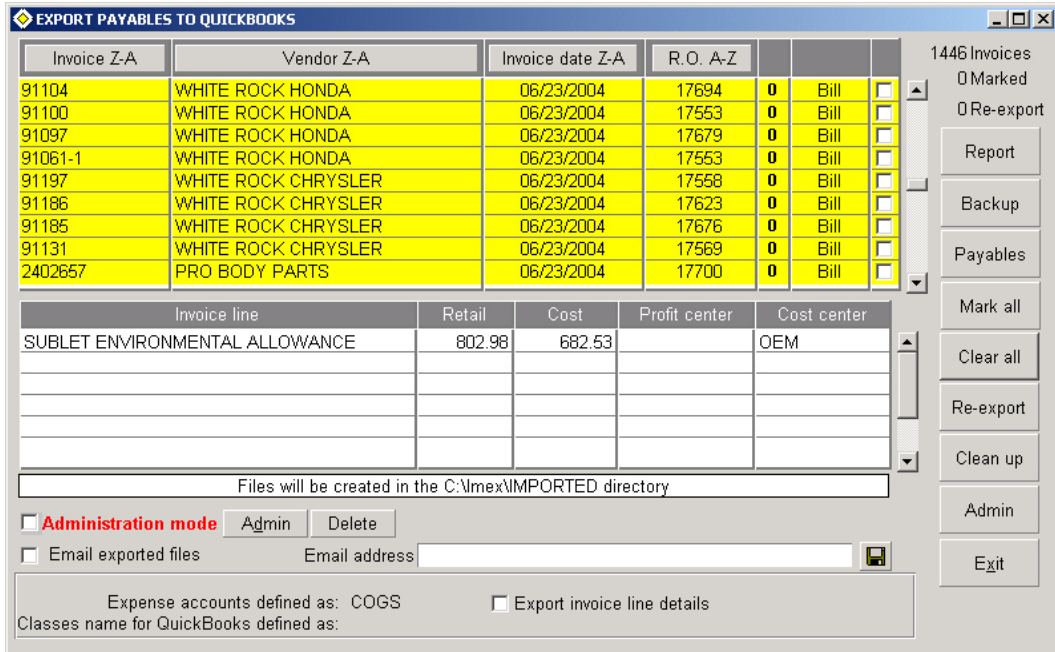 EXPORT PAYABLES TO QUICKBOOKS
Invoice Z-A Vendor Z-A Invoice date Z-A R.O. A-Z
91104 WHITE ROCK HONDA 06/23/2004 17694 0 Bill
91100 WHITE ROCK HONDA 06/23/2004 17553 0 Bill
91097 WHITE ROCK HONDA 06/23/2004 17679 0 Bill
91061-1 WHITE ROCK HONDA 06/23/2004 17553 0 Bill
91197 WHITE ROCK CHRYSLER 06/23/2004 17558 0 Bill
91186 WHITE ROCK CHRYSLER 06/23/2004 17623 0 Bill
91185 WHITE ROCK CHRYSLER 06/23/2004 17676 0 Bill
91131 WHITE ROCK CHRYSLER 06/23/2004 17569 0 Bill
2402657 PRO BODY PARTS 06/23/2004 17700 0 Bill
1446 Invoices
0 Marked
0 Re-export
Report
Backup
Payables
Mark all
Clear all
Re-export
Clean up
Admin
Exit
Invoice line Retail Cost Profit center Cost center
SUBLET ENVIRONMENTAL ALLOWANCE 802.98 682.53 OEM
Files will be created in the C:\Imex\IMPORTED directory
Administration mode Admin Delete
Email exported files Email address
Expense accounts defined as: COGS Export invoice line details
Classes name for QuickBooks defined as: